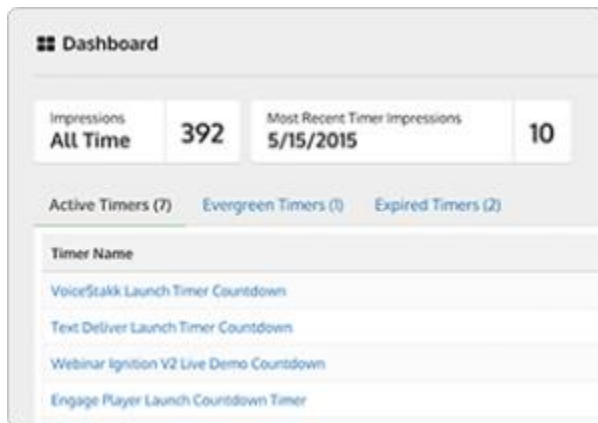 Dashboard
Impressions
All Time
392
Most Recent Timer Impressions
5/15/2015
10
Active Timers (7) Evergreen Timers (1) Expired Timers (2)
Timer Name
VoiceStakk Launch Timer Countdown
Text Deliver Launch Timer Countdown
Webinar Ignition V2 Live Demo Countdown
Engage Player Launch Countdown Timer